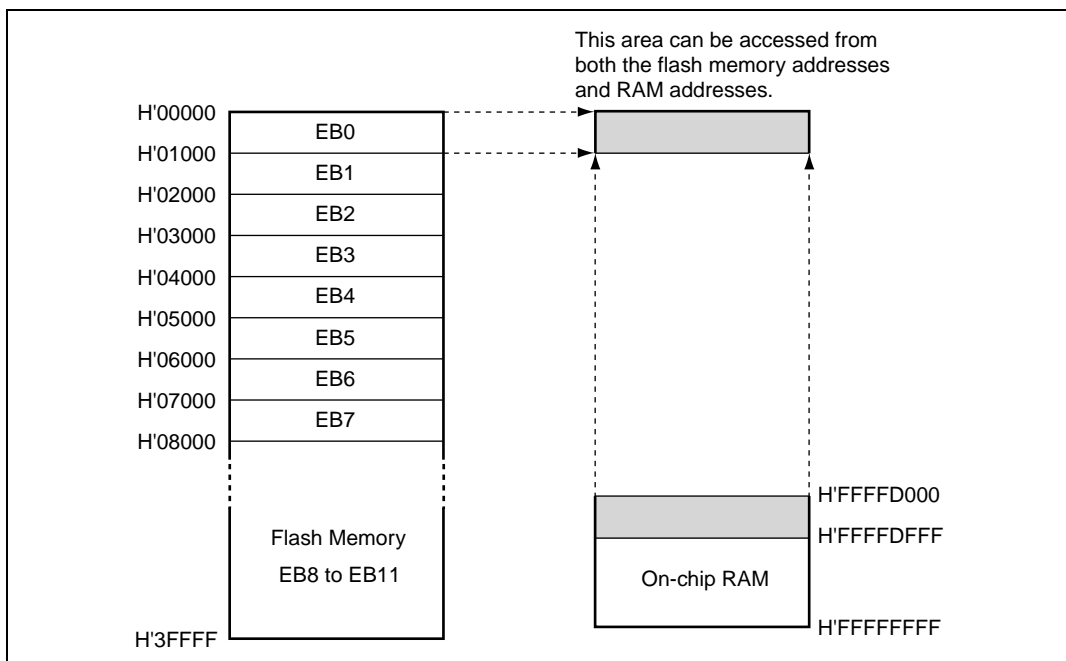 This area can be accessed from
both the flash memory addresses
and RAM addresses.
H'00000
EB0
H'01000
EB1
H'02000
EB2
H'03000
EB3
H'04000
EB4
H'05000
EB5
H'06000
EB6
H'07000
EB7
H'08000
H'FFFFD000
Flash Memory
H'FFFFDFFF
EB8 to EB11
On-chip RAM
H'3FFFF
H'FFFFFFFF